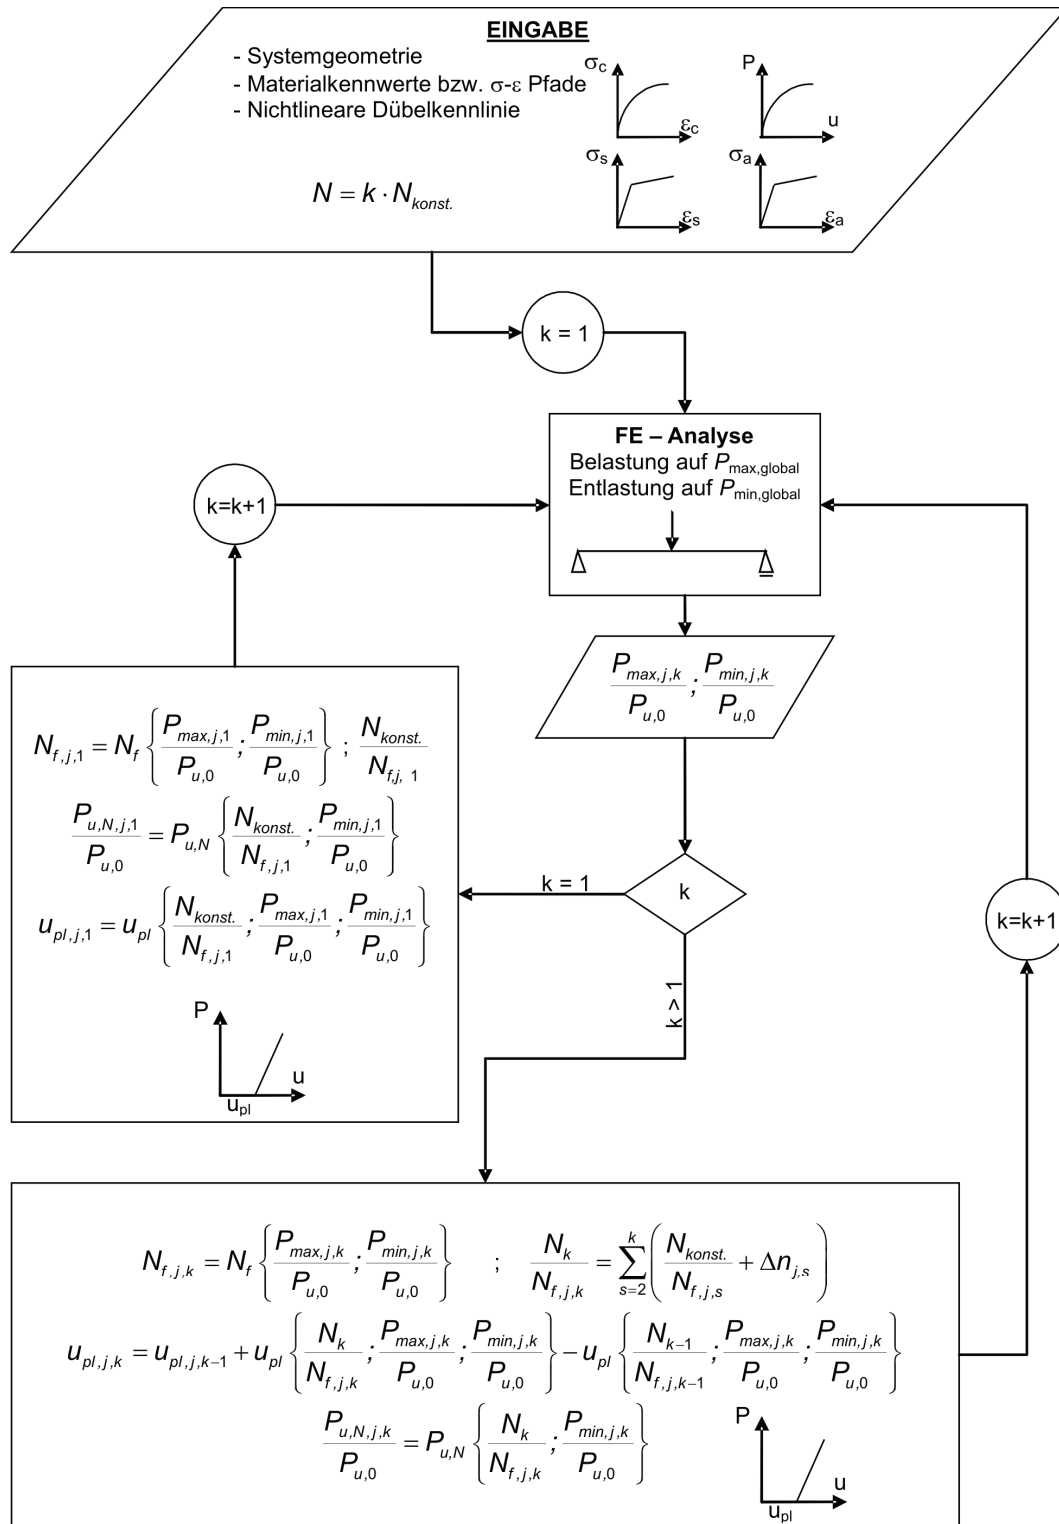 EINGABE
- Systemgeometrie
- Materialkennwerte bzw. σ-ε Pfade
- Nichtlineare Dübelkennlinie
σc
εc
P
u
σs
εs
σa
εa
N = k · Nkonst.
k = 1
FE – Analyse
Belastung auf Pmax,global
Entlastung auf Pmin,global
k=k+1
Pmax,j,k / Pu,0 ; Pmin,j,k / Pu,0
Nf,j,1 = Nf { Pmax,j,1 / Pu,0 ; Pmin,j,1 / Pu,0 } ; Nkonst. / Nf,j, 1
Pu,N,j,1 / Pu,0 = Pu,N { Nkonst. / Nf,j,1 ; Pmin,j,1 / Pu,0 }
upl,j,1 = upl { Nkonst. / Nf,j,1 ; Pmax,j,1 / Pu,0 ; Pmin,j,1 / Pu,0 }
P
u
upl
k = 1
k
k > 1
k=k+1
Nf,j,k = Nf { Pmax,j,k / Pu,0 ; Pmin,j,k / Pu,0 } ; Nk / Nf,j,k = ∑ s=2 k ( Nkonst. / Nf,j,s + Δnj,s )
upl,j,k = upl,j,k−1 + upl { Nk / Nf,j,k ; Pmax,j,k / Pu,0 ; Pmin,j,k / Pu,0 } − upl { Nk−1 / Nf,j,k−1 ; Pmax,j,k / Pu,0 ; Pmin,j,k / Pu,0 }
Pu,N,j,k / Pu,0 = Pu,N { Nk / Nf,j,k ; Pmin,j,k / Pu,0 }
P
u
upl